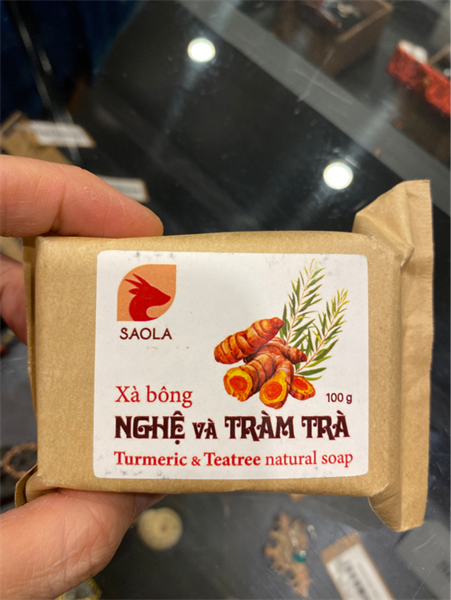 SAOLA
Xà bông
100 g
NGHỆ và TRÀM TRÀ
Turmeric & Teatree natural soap